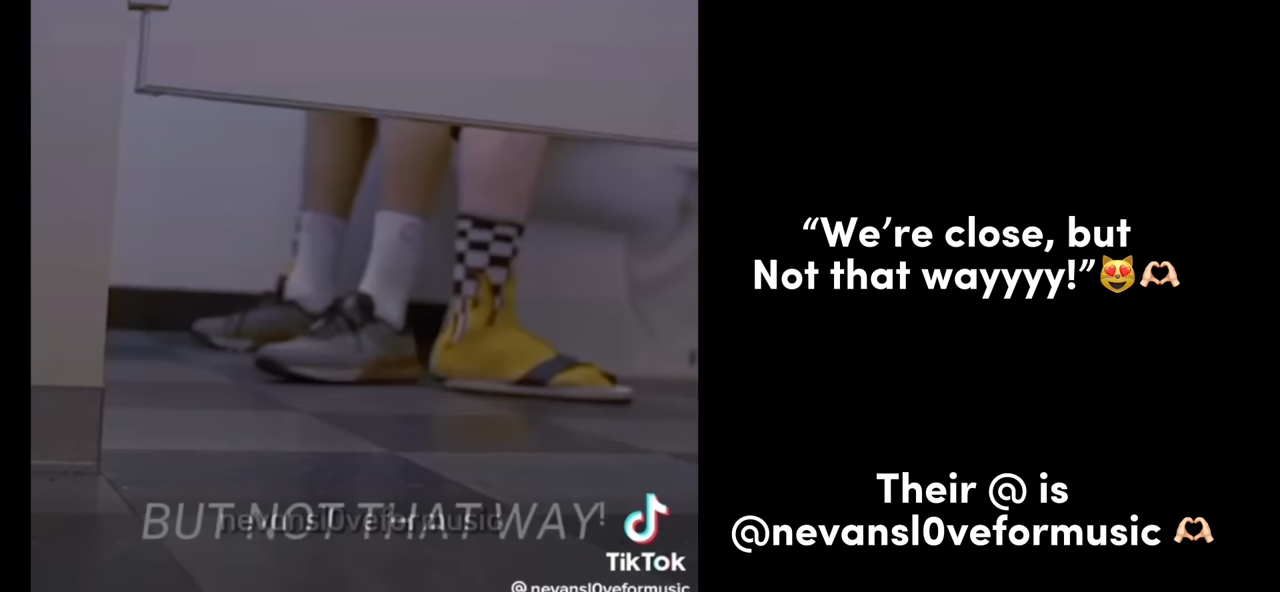 BUT NOT THAT WAY!
nevansl0veformusic
TikTok
@nevansl0veformusic
“We’re close, but
Not that wayyyy!”😻🫶🏻
Their @ is
@nevansl0veformusic 🫶🏻